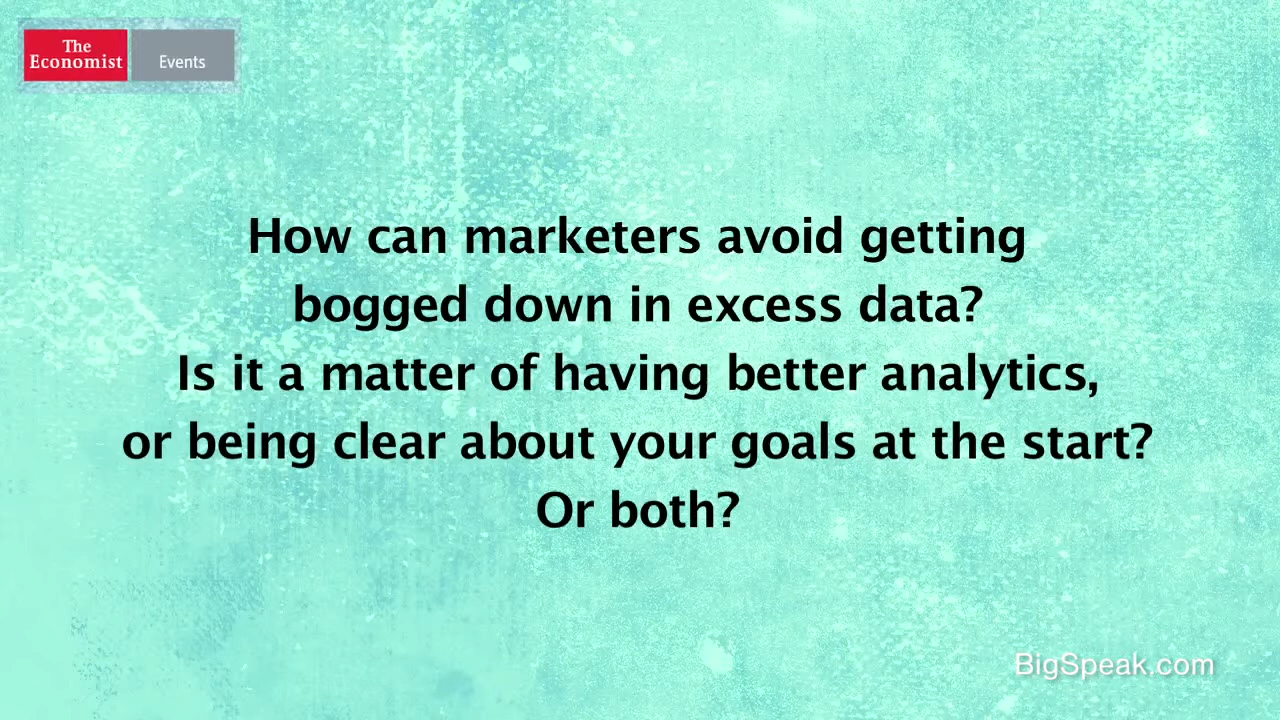 The
Economist
Events
How can marketers avoid getting
bogged down in excess data?
Is it a matter of having better analytics,
or being clear about your goals at the start?
Or both?
BigSpeak.com